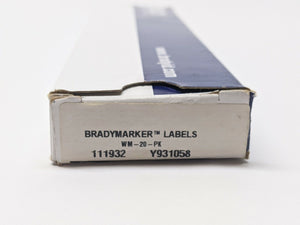 BRADYMARKER™ LABELS
WM-20-PK
111932 Y931058